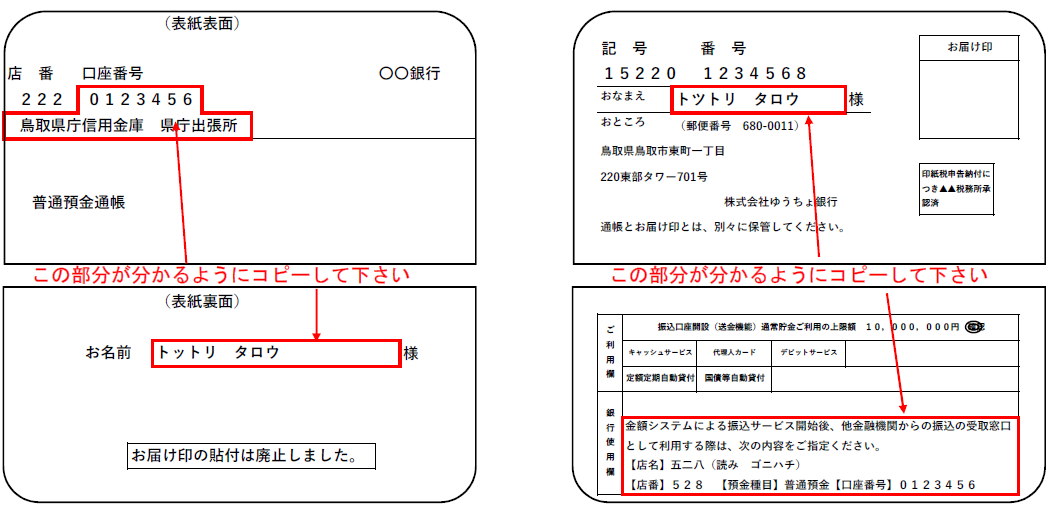 （表紙表面）
店　番　　口座番号　　〇〇銀行
２２２　０１２３４５６
鳥取県庁信用金庫　県庁出張所
普通預金通帳
この部分が分かるようにコピーして下さい
（表紙裏面）
お名前　トットリ　タロウ　様
お届け印の貼付は廃止しました。
記　号　　番　号
１５２２０　１２３４５６８
お届け印
おなまえ　トツトリ　タロウ　様
おところ　（郵便番号　680-0011）
鳥取県鳥取市東町一丁目
220東部タワー701号
株式会社ゆうちょ銀行
通帳とお届け印とは、別々に保管してください。
印紙税申告納付に
つき▲▲税務所承
認済
この部分が分かるようにコピーして下さい
ご利用欄
振込口座開設（送金機能）通常貯金ご利用の上限額　１０，０００，０００円
キャッシュサービス　代理人カード　デビットサービス
定額定期自動貸付　国債等自動貸付
銀行使用欄
金額システムによる振込サービス開始後、他金融機関からの振込の受取窓口
として利用する際は、次の内容をご指定ください。
【店名】五二八（読み　ゴニハチ）
【店番】５２８　【預金種目】普通預金【口座番号】０１２３４５６